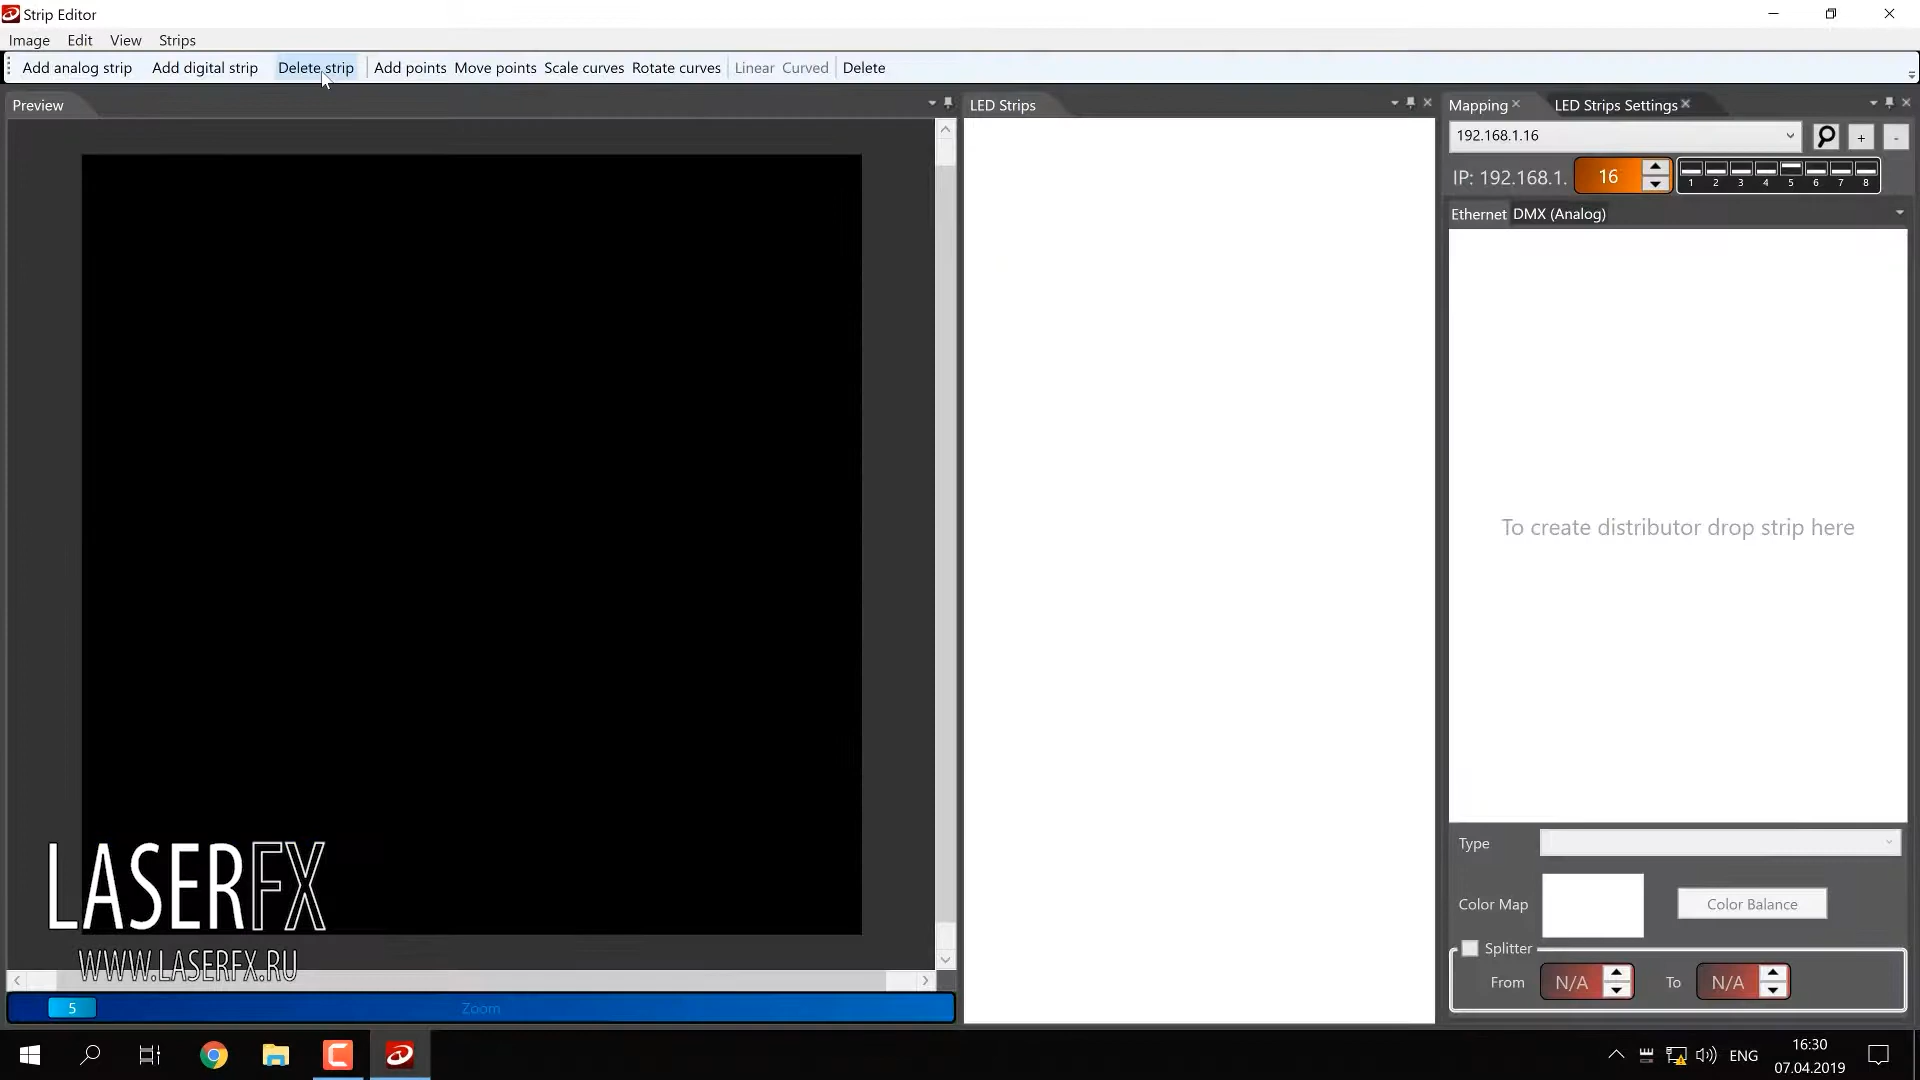 Strip Editor
Image Edit View Strips
Add analog strip Add digital strip Delete strip Add points Move points Scale curves Rotate curves Linear Curved Delete
Preview
LED Strips
Mapping LED Strips Settings
192.168.1.16
+ -
IP: 192.168.1. 16
1 2 3 4 5 6 7 8
Ethernet DMX (Analog)
To create distributor drop strip here
Type
Color Map
Color Balance
Splitter
From N/A To N/A
LASERFX
WWW.LASERFX.RU
5 Zoom
ENG
16:30
07.04.2019